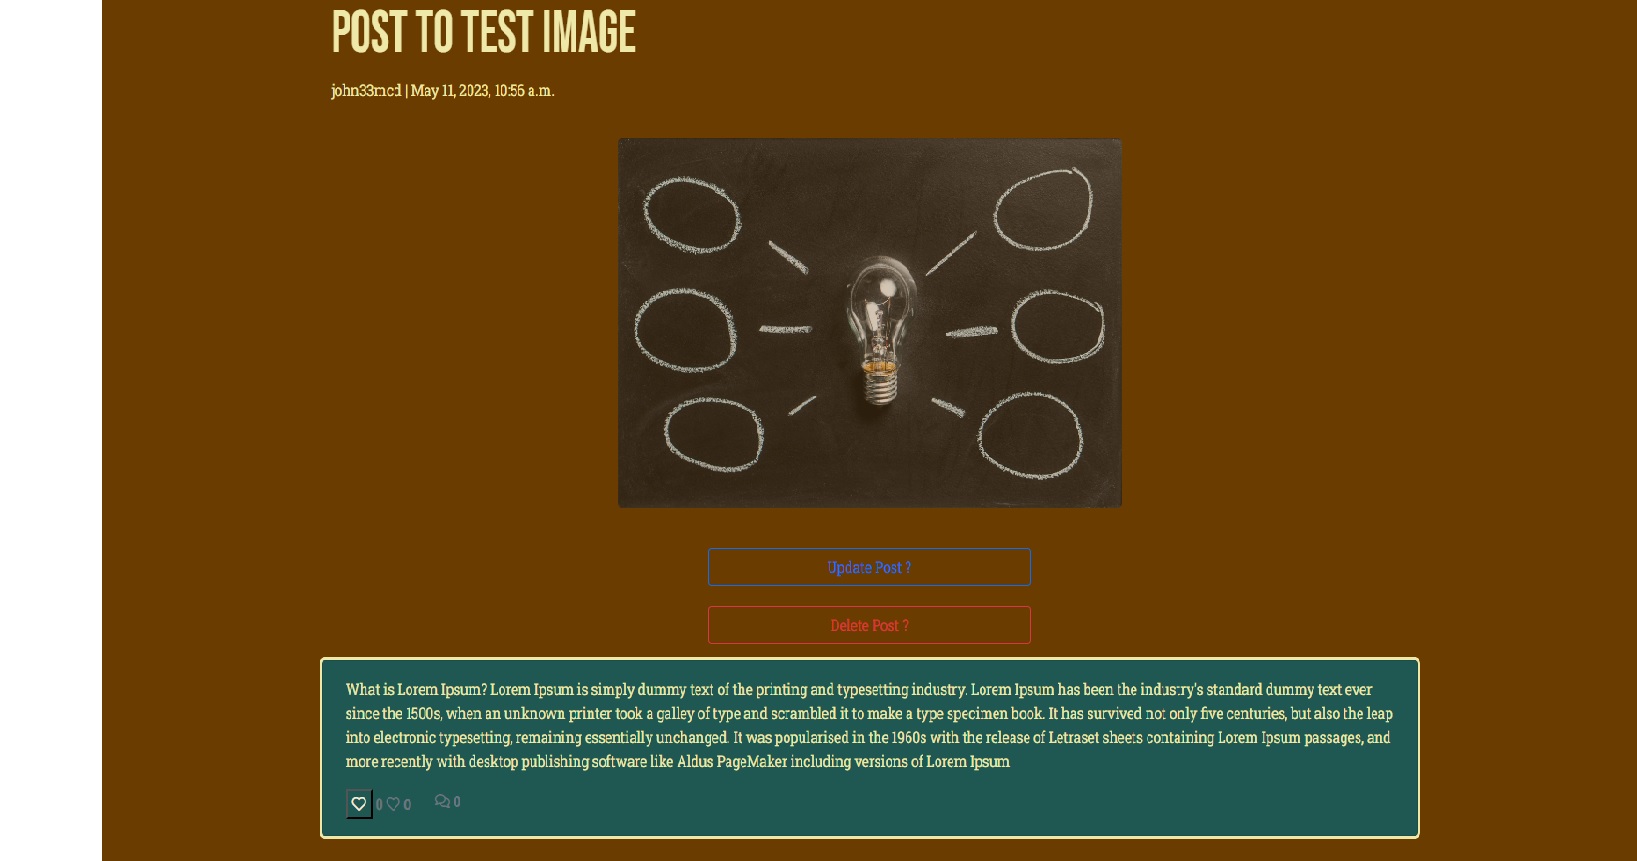 POST TO TEST IMAGE
john33mcd | May 11, 2023, 10:56 a.m.
Update Post ?
Delete Post ?
What is Lorem Ipsum? Lorem Ipsum is simply dummy text of the printing and typesetting industry. Lorem Ipsum has been the industry's standard dummy text ever
since the 1500s, when an unknown printer took a galley of type and scrambled it to make a type specimen book. It has survived not only five centuries, but also the leap
into electronic typesetting, remaining essentially unchanged. It was popularised in the 1960s with the release of Letraset sheets containing Lorem Ipsum passages, and
more recently with desktop publishing software like Aldus PageMaker including versions of Lorem Ipsum
0 0 0